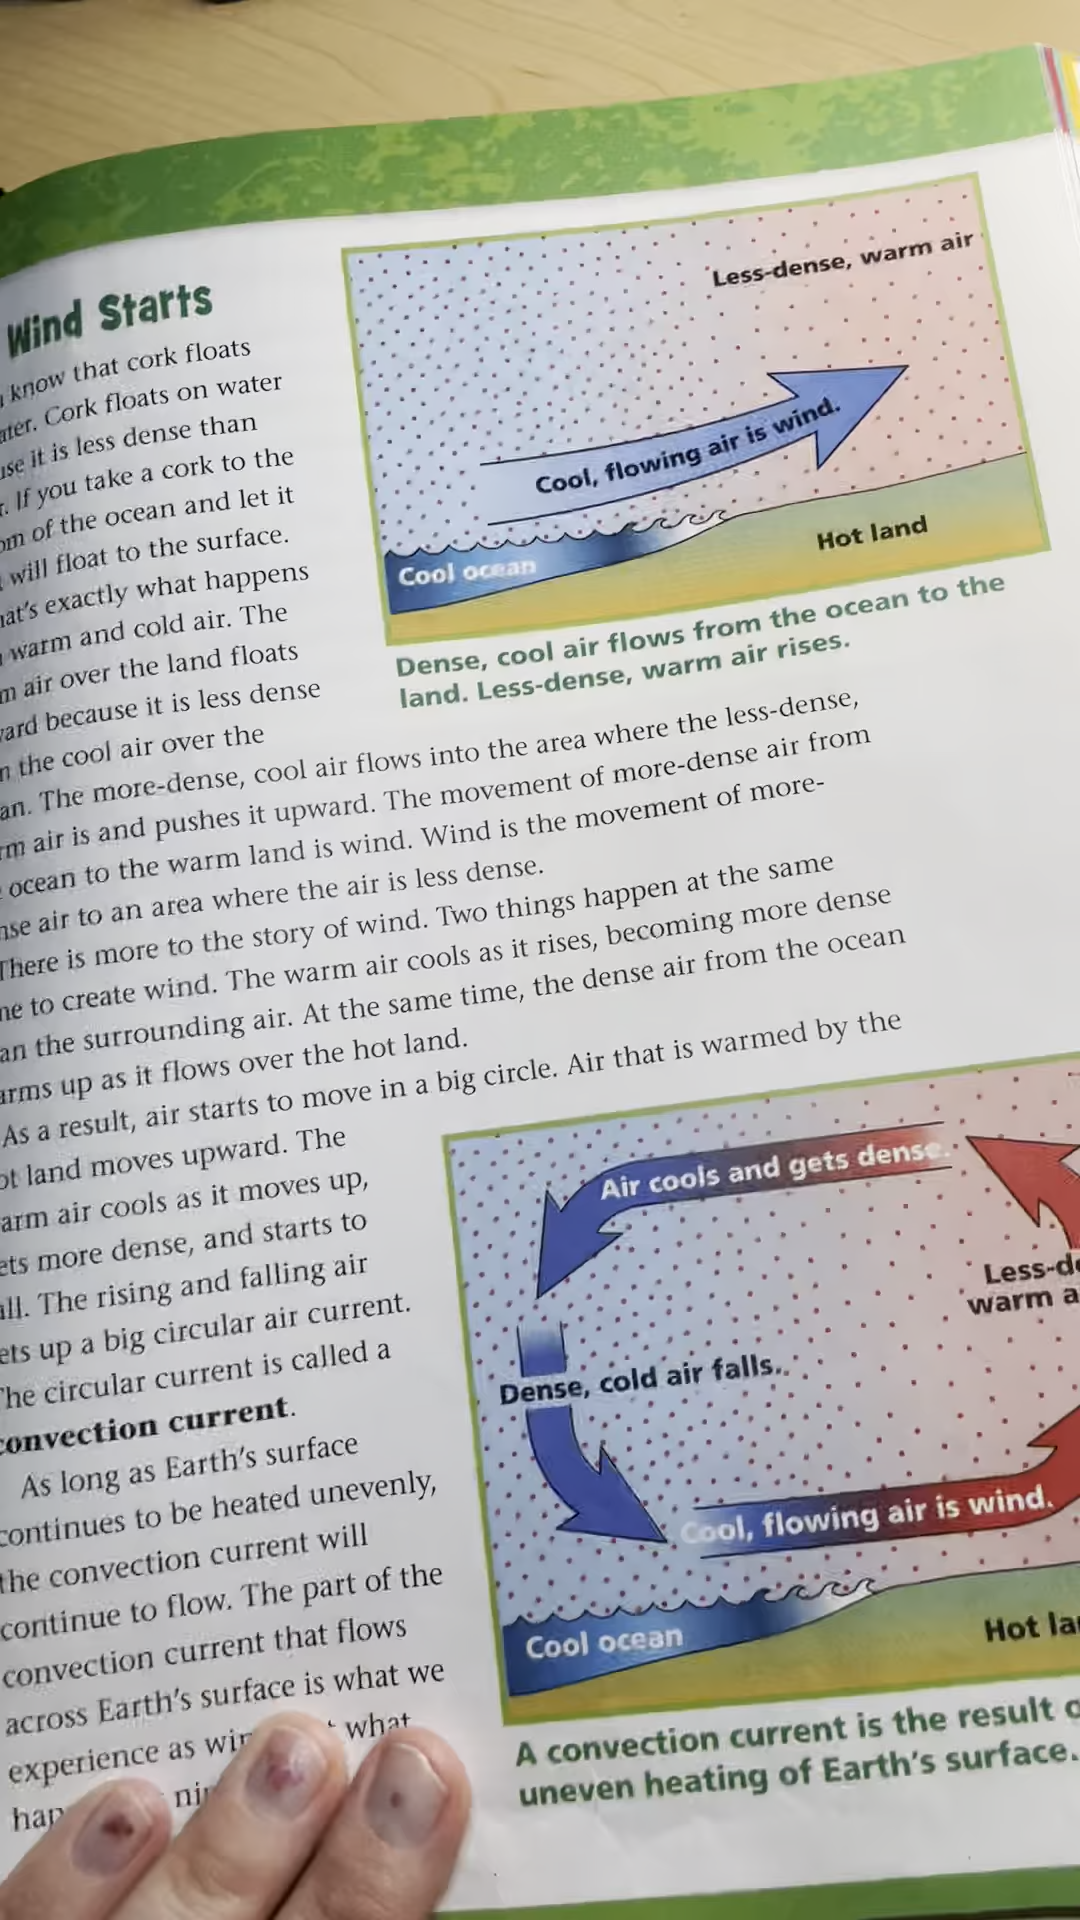 Wind Starts
know that cork floats
Cork floats on water
it is less dense than
If you take a cork to the
of the ocean and let it
will float to the surface.
exactly what happens
warm and cold air. The
air over the land floats
because it is less dense
the cool air over the
The more-dense, cool air flows into the area where the less-dense,
air is and pushes it upward. The movement of more-dense air from
ocean to the warm land is wind. Wind is the movement of more-
air to an area where the air is less dense.
There is more to the story of wind. Two things happen at the same
to create wind. The warm air cools as it rises, becoming more dense
the surrounding air. At the same time, the dense air from the ocean
up as it flows over the hot land.
As a result, air starts to move in a big circle. Air that is warmed by the
land moves upward. The
air cools as it moves up,
more dense, and starts to
The rising and falling air
up a big circular air current.
The circular current is called a
convection current.
As long as Earth's surface
continues to be heated unevenly,
the convection current will
continue to flow. The part of the
convection current that flows
across Earth's surface is what we
experience as what
Less-dense, warm air
Cool, flowing air is wind.
Cool ocean
Hot land
Dense, cool air flows from the ocean to the
land. Less-dense, warm air rises.
Air cools and gets dense.
Less-de
warm a
Dense, cold air falls.
Cool, flowing air is wind.
Cool ocean
Hot la
A convection current is the result o
uneven heating of Earth's surface.